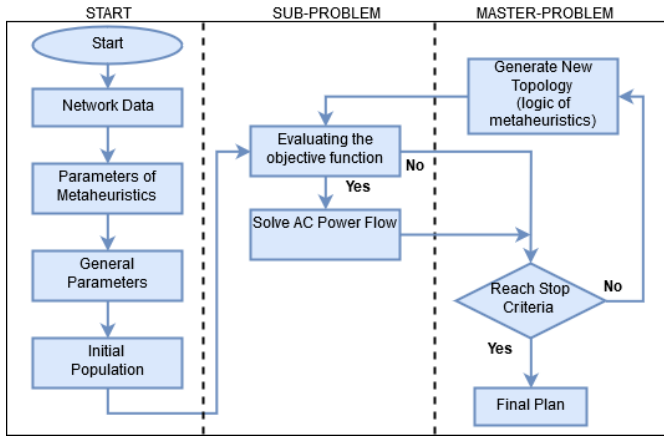 START
SUB-PROBLEM
MASTER-PROBLEM
Start
Network Data
Parameters of
Metaheuristics
General
Parameters
Initial
Population
Evaluating the
objective function
No
Yes
Solve AC Power Flow
Generate New
Topology
(logic of
metaheuristics)
Reach Stop
Criteria
No
Yes
Final Plan